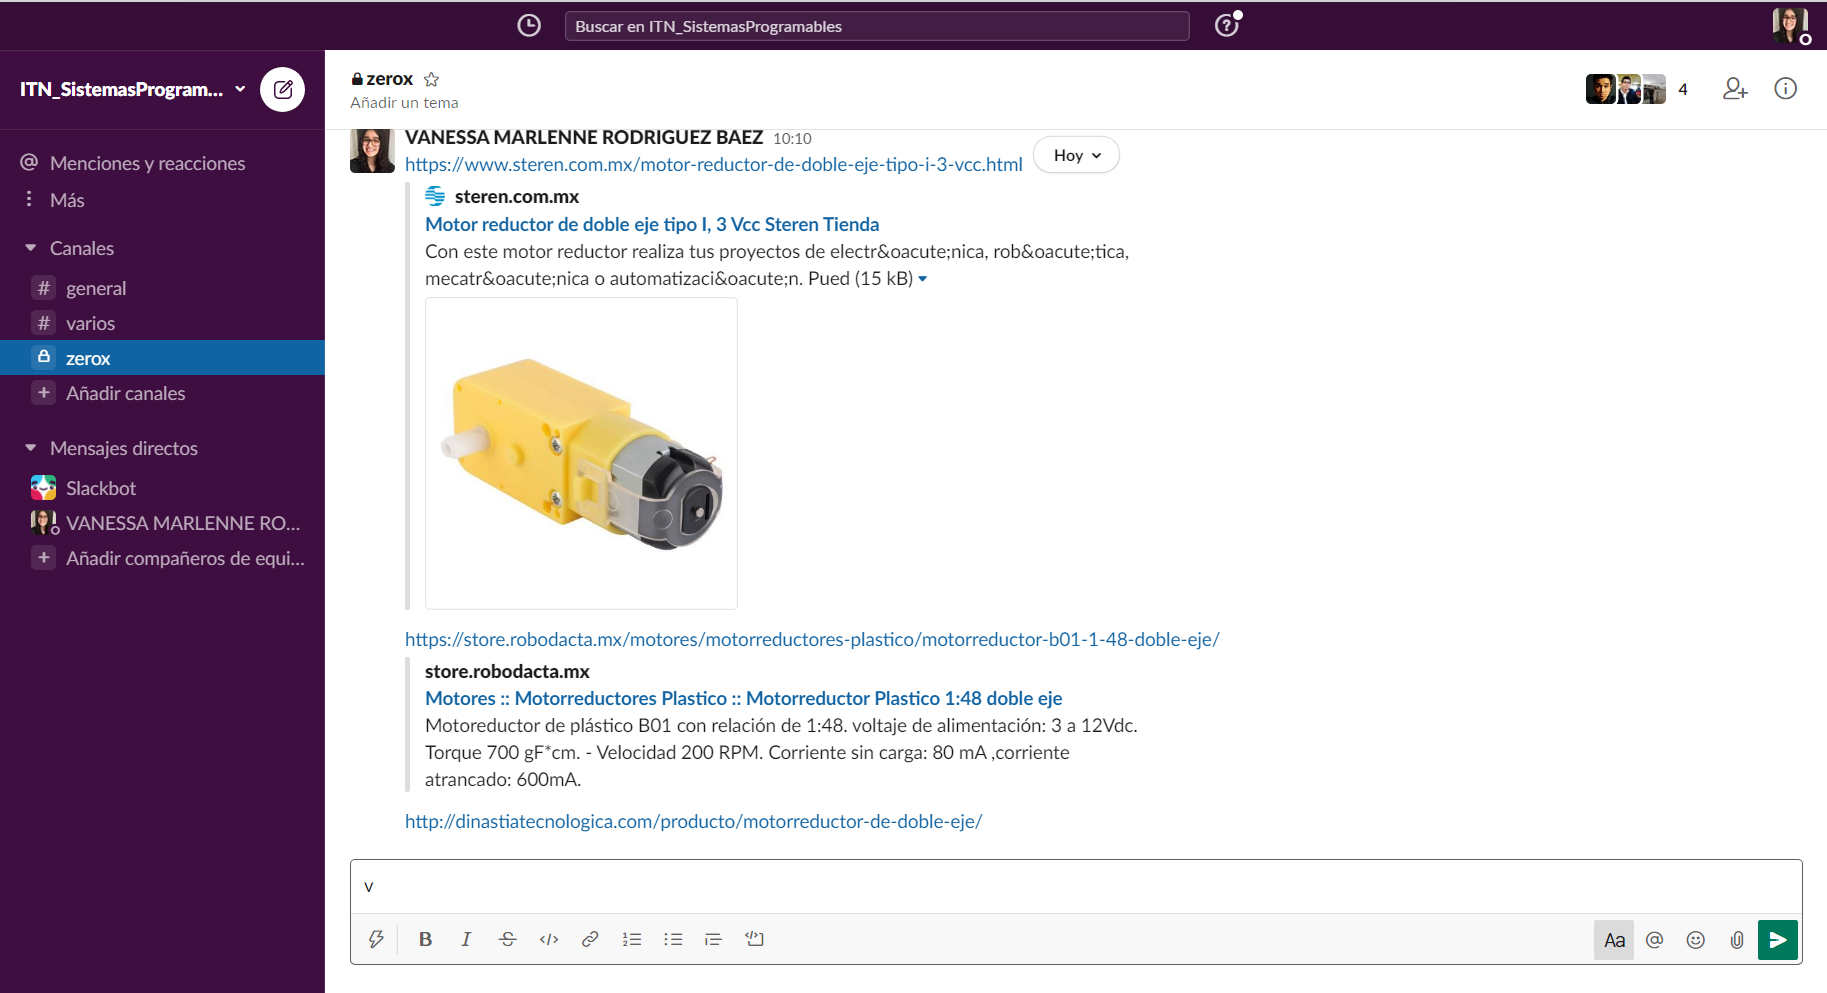 Buscar en ITN_SistemasProgramables
ITN_SistemasProgram...
Menciones y reacciones
Más
Canales
# general
# varios
zerox
+ Añadir canales
Mensajes directos
Slackbot
VANESSA MARLENNE RO...
+ Añadir compañeros de equi...
zerox
Añadir un tema
4
VANESSA MARLENNE RODRIGUEZ BAEZ 10:10
Hoy
https://www.steren.com.mx/motor-reductor-de-doble-eje-tipo-i-3-vcc.html
steren.com.mx
Motor reductor de doble eje tipo I, 3 Vcc Steren Tienda
Con este motor reductor realiza tus proyectos de electr&oacute;nica, rob&oacute;tica,
mecatr&oacute;nica o automatizaci&oacute;n. Pued (15 kB)
https://store.robodacta.mx/motores/motorreductores-plastico/motorreductor-b01-1-48-doble-eje/
store.robodacta.mx
Motores :: Motorreductores Plastico :: Motorreductor Plastico 1:48 doble eje
Motoreductor de plástico B01 con relación de 1:48. voltaje de alimentación: 3 a 12Vdc.
Torque 700 gF*cm. - Velocidad 200 RPM. Corriente sin carga: 80 mA ,corriente
atrancado: 600mA.
http://dinastiatecnologica.com/producto/motorreductor-de-doble-eje/
v
B I S </> Aa @